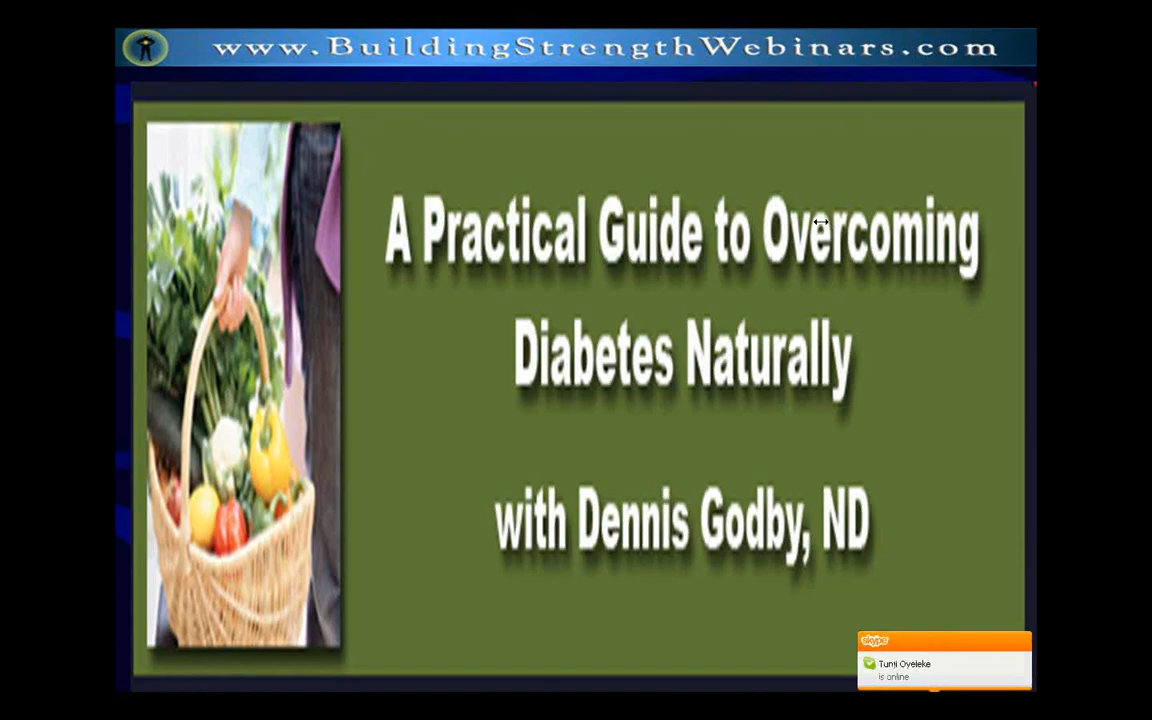 www.BuildingStrengthWebinars.com
A Practical Guide to Overcoming
Diabetes Naturally
with Dennis Godby, ND
skype
Tunji Oyeleke
is online